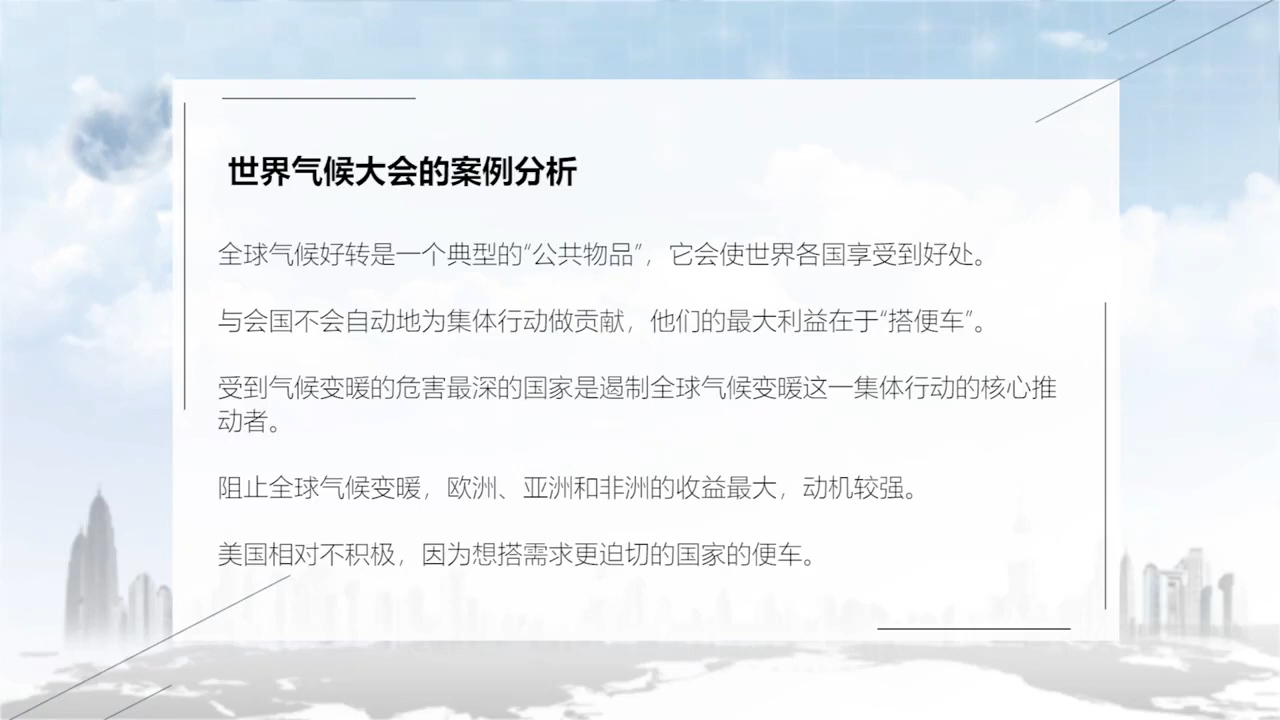 世界气候大会的案例分析
全球气候好转是一个典型的“公共物品”，它会使世界各国享受到好处。
与会国不会自动地为集体行动做贡献，他们的最大利益在于“搭便车”。
受到气候变暖的危害最深的国家是遏制全球气候变暖这一集体行动的核心推
动者。
阻止全球气候变暖，欧洲、亚洲和非洲的收益最大，动机较强。
美国相对不积极，因为想搭需求更迫切的国家的便车。